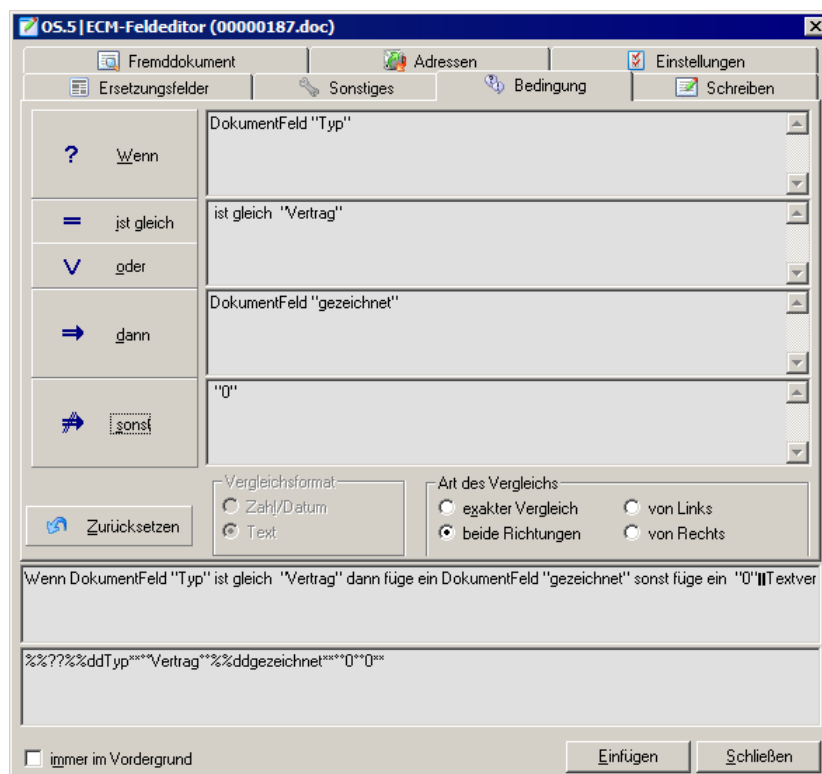 OS.5|ECM-Feldeditor (00000187.doc)
Fremddokument Adressen Einstellungen
Ersetzungsfelder Sonstiges Bedingung Schreiben
? Wenn
DokumentFeld "Typ"
= ist gleich
ist gleich "Vertrag"
V oder
dann
DokumentFeld "gezeichnet"
sonst
"0"
Vergleichsformat
Zahl/Datum
Text
Art des Vergleichs
exakter Vergleich von Links
beide Richtungen von Rechts
Zurücksetzen
Wenn DokumentFeld "Typ" ist gleich "Vertrag" dann füge ein DokumentFeld "gezeichnet" sonst füge ein "0"||Textver
%%??%%ddTyp****Vertrag**%%ddgezeichnet****0**0**
immer im Vordergrund
Einfügen Schließen